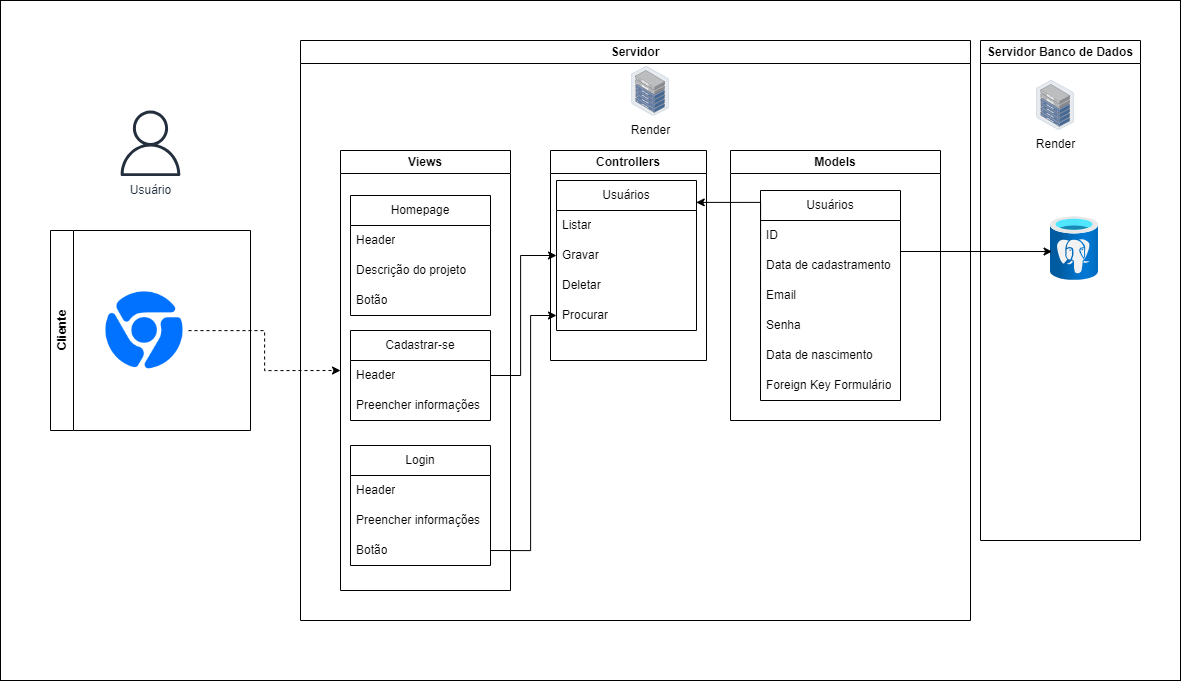 Servidor
Servidor Banco de Dados
Render
Render
Usuário
Cliente
Views
Homepage
Header
Descrição do projeto
Botão
Cadastrar-se
Header
Preencher informações
Login
Header
Preencher informações
Botão
Controllers
Usuários
Listar
Gravar
Deletar
Procurar
Models
Usuários
ID
Data de cadastramento
Email
Senha
Data de nascimento
Foreign Key Formulário